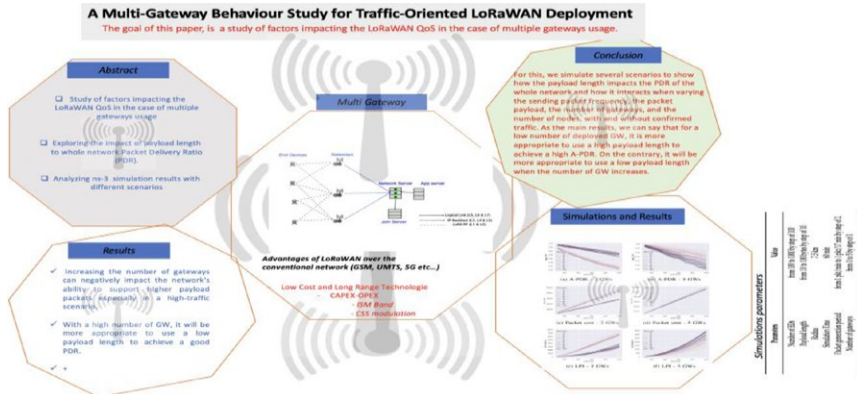 A Multi-Gateway Behaviour Study for Traffic-Oriented LoRaWAN Deployment
The goal of this paper, is a study of factors impacting the LoRaWAN QoS in the case of multiple gateways usage.
Abstract
Study of factors impacting the
LoRaWAN QoS in the case of multiple
gateways usage
Exploring the impact of payload length
to whole network Packet Delivery Ratio
(PDR).
Analyzing ns-3 simulation results with
different scenarios
Results
Increasing the number of gateways
can negatively impact the network's
ability to support higher payload
packets especially in a high-traffic
scenario.
With a high number of GW, it will be
more appropriate to use a low
payload length to achieve a good
PDR.
Multi Gateway
End Devices
Network Server
App server
Join Server
Advantages of LoRaWAN over the
conventional network (GSM, UMTS, 5G etc...)
Low Cost and Long Range Technologie
- CAPEX-OPEX
- ISM Band
- CSS modulation
Conclusion
For this, we simulate several scenarios to show
how the payload length impacts the PDR of the
whole network and how it interacts when varying
the sending packet frequency, the packet
payload, the number of gateways, and the
number of nodes, with and without confirmed
traffic. As the main results, we can say that for a
low number of deployed GW, it is more
appropriate to use a high payload length to
achieve a high A-PDR. On the contrary, it will be
more appropriate to use a low payload length
when the number of GW increases.
Simulations and Results
Simulations parameters
Parameters
Value
Number of EDs
Payload length
Radius
Simulation Time
Packet generation period
Number of gateways